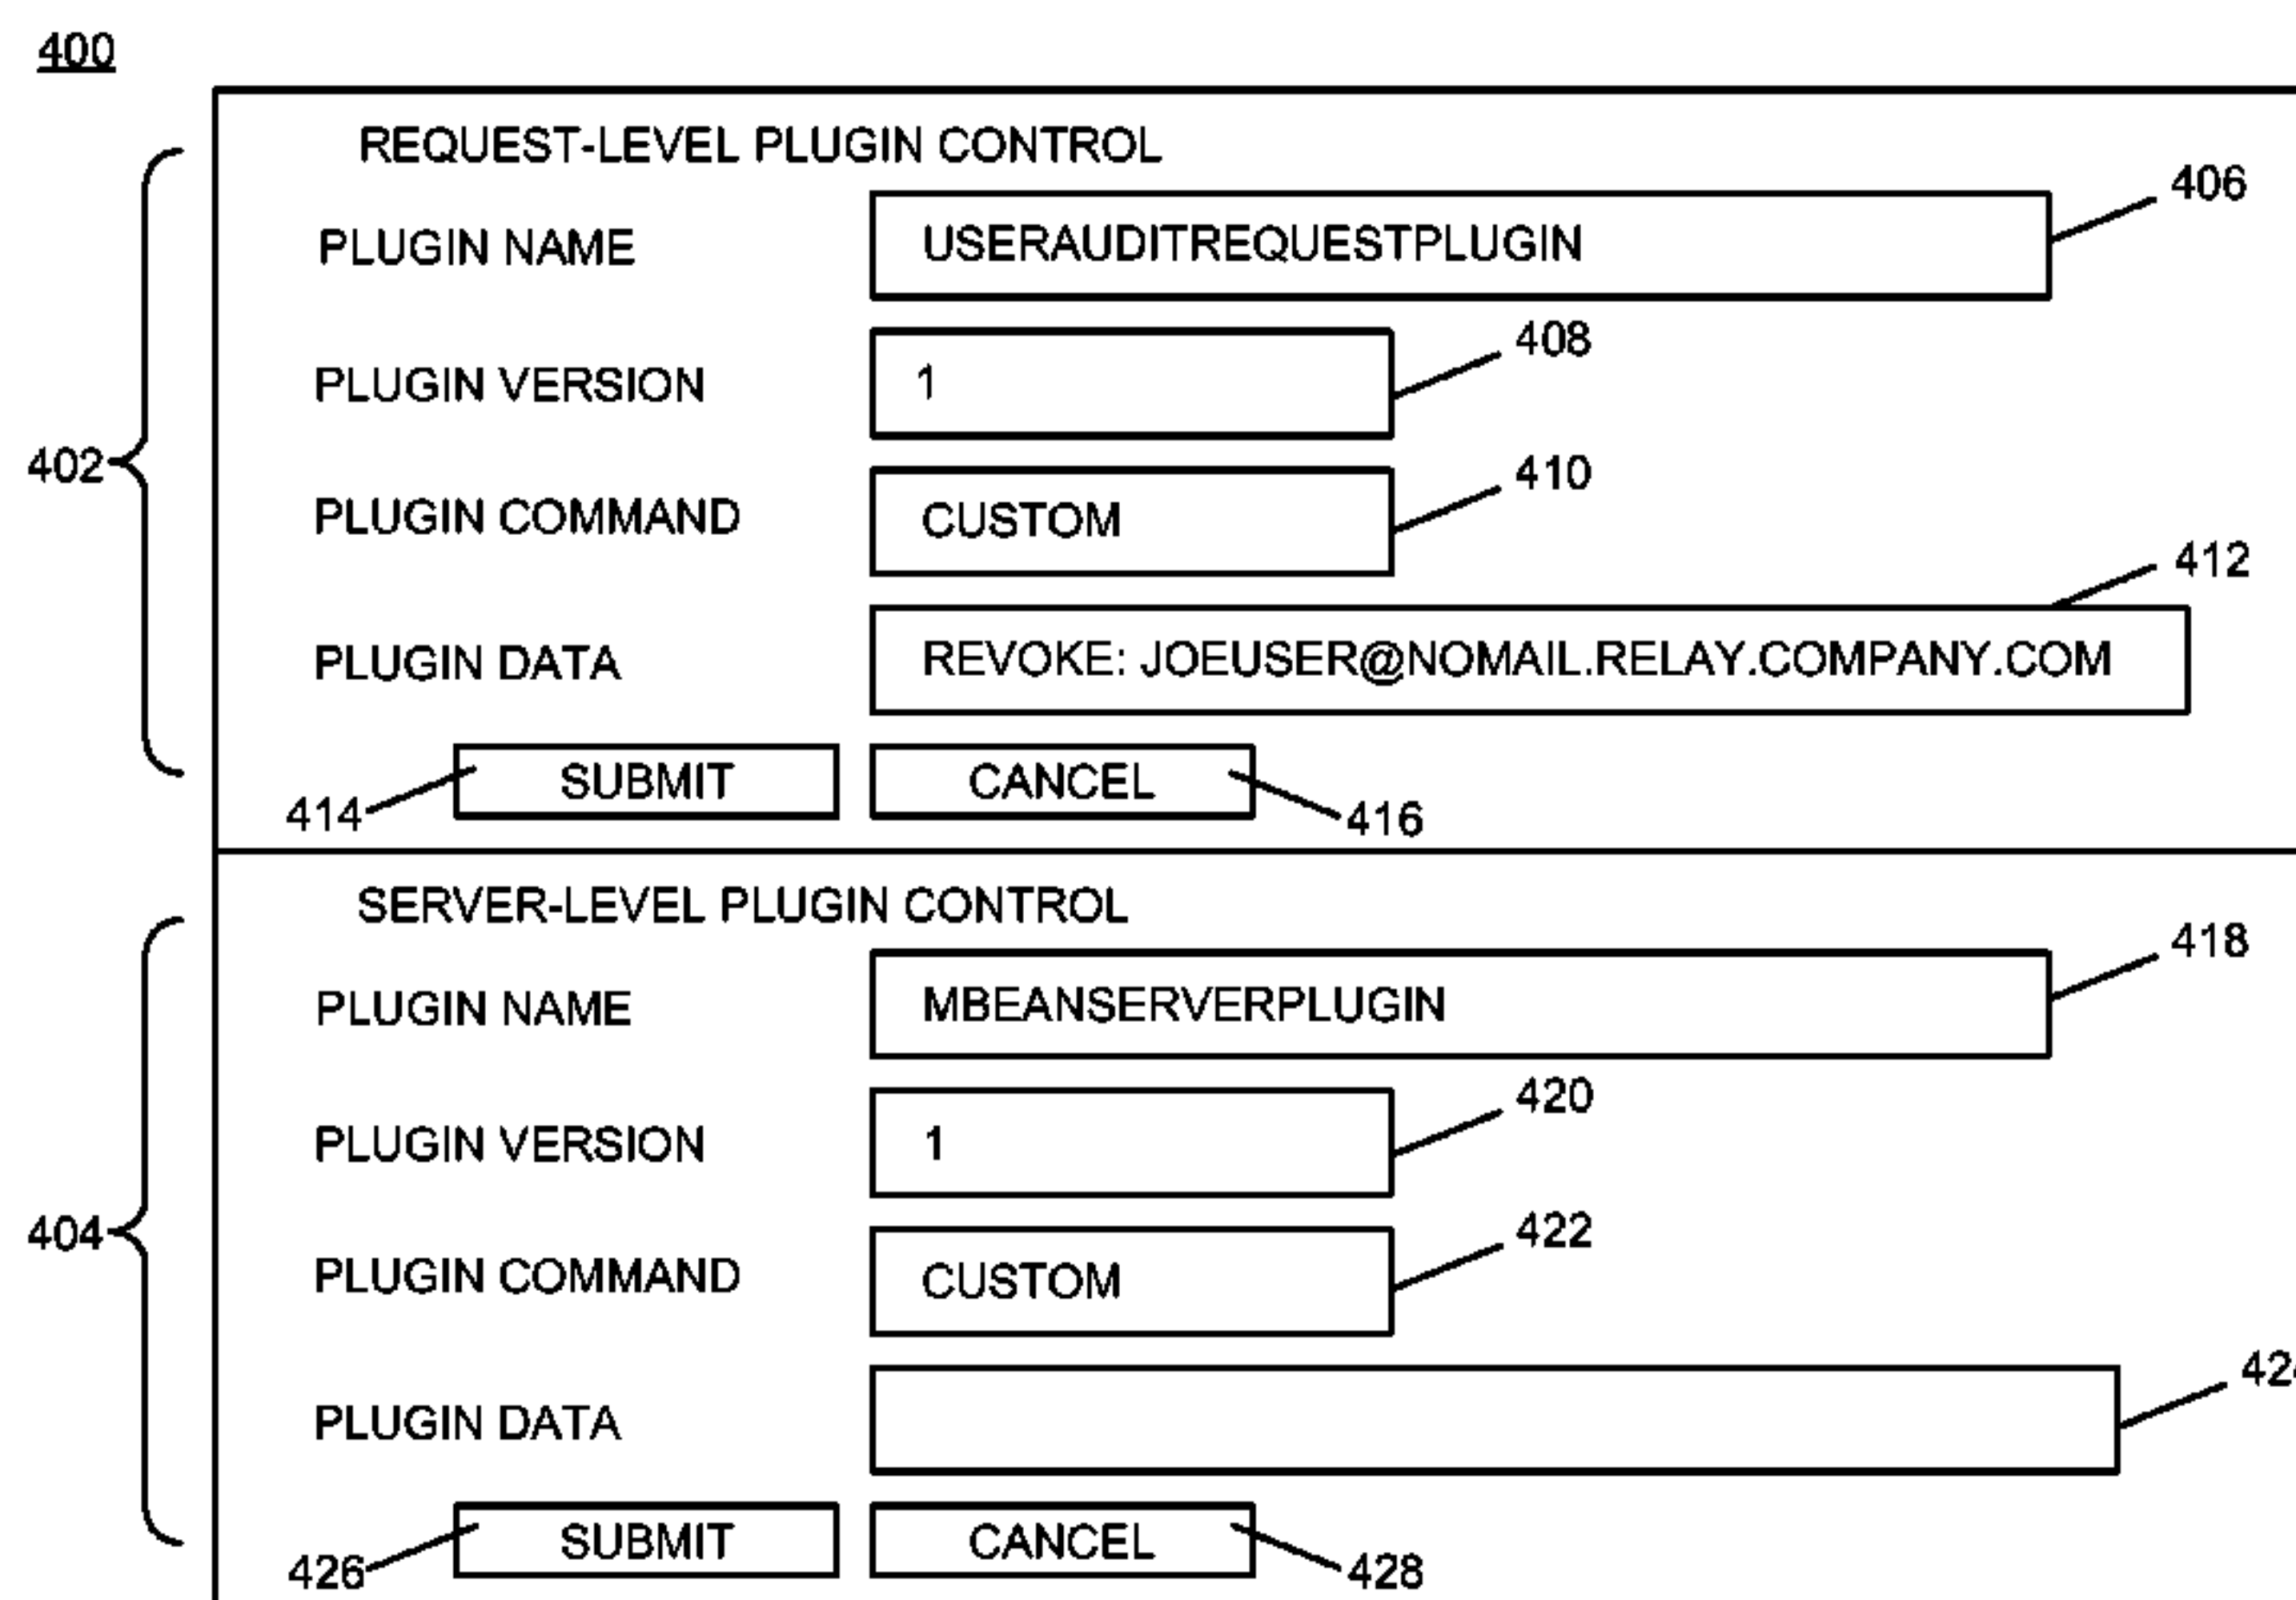 400
REQUEST-LEVEL PLUGIN CONTROL
406
PLUGIN NAME USERAUDITREQUESTPLUGIN
408
PLUGIN VERSION 1
402
410
PLUGIN COMMAND CUSTOM
412
PLUGIN DATA REVOKE: JOEUSER@NOMAIL.RELAY.COMPANY.COM
SUBMIT CANCEL
414 416
SERVER-LEVEL PLUGIN CONTROL
418
PLUGIN NAME MBEANSERVERPLUGIN
420
PLUGIN VERSION 1
404
422
PLUGIN COMMAND CUSTOM
PLUGIN DATA
SUBMIT CANCEL
426 428